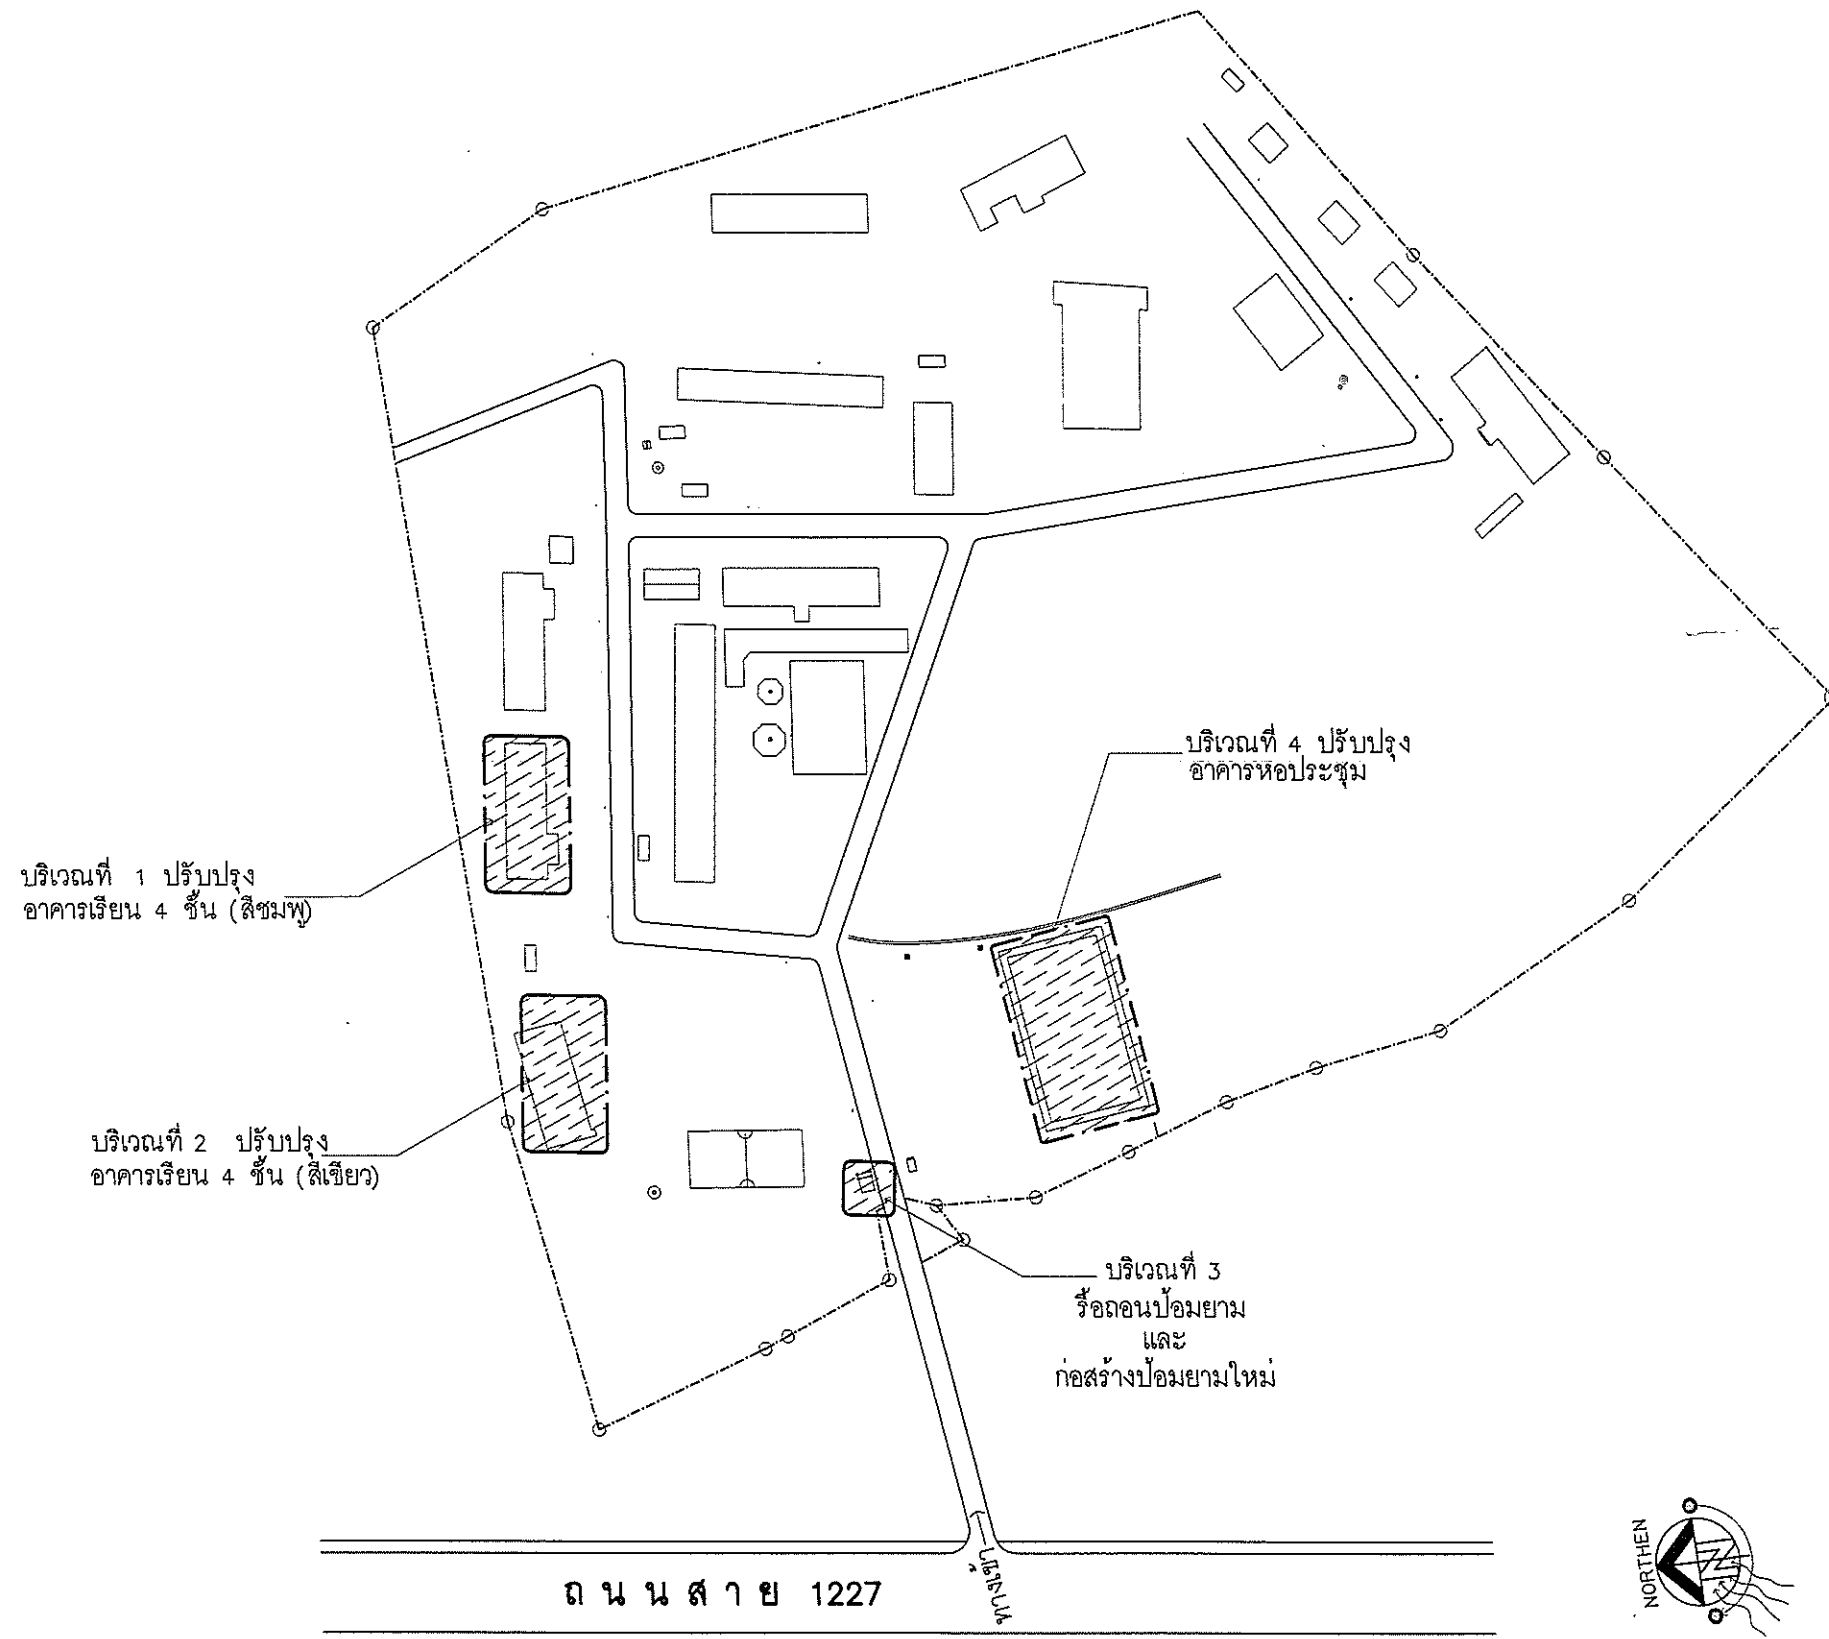 บริเวณที่ 4 ปรับปรุง
อาคารหอประชุม
บริเวณที่ 1 ปรับปรุง
อาคารเรียน 4 ชั้น (สีชมพู)
บริเวณที่ 2 ปรับปรุง
อาคารเรียน 4 ชั้น (สีเขียว)
บริเวณที่ 3
รื้อถอนป้อมยาม
และ
ก่อสร้างป้อมยามใหม่
ถนนสาย 1227
ทางเข้า
NORTHEN
N